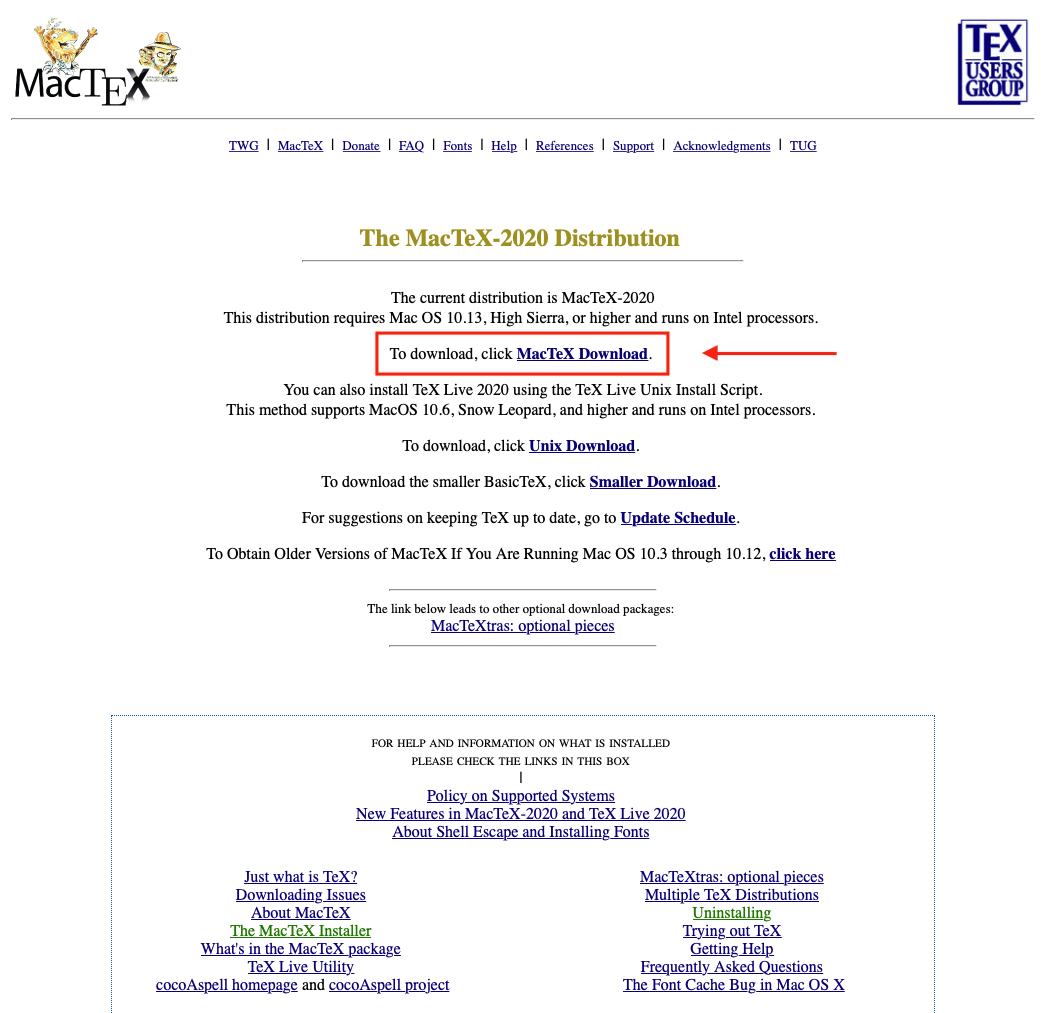 MacTEX
TEX
USERS
GROUP
TWG | MacTeX | Donate | FAQ | Fonts | Help | References | Support | Acknowledgments | TUG
The MacTeX-2020 Distribution
The current distribution is MacTeX-2020
This distribution requires Mac OS 10.13, High Sierra, or higher and runs on Intel processors.
To download, click MacTeX Download.
You can also install TeX Live 2020 using the TeX Live Unix Install Script.
This method supports MacOS 10.6, Snow Leopard, and higher and runs on Intel processors.
To download, click Unix Download.
To download the smaller BasicTeX, click Smaller Download.
For suggestions on keeping TeX up to date, go to Update Schedule.
To Obtain Older Versions of MacTeX If You Are Running Mac OS 10.3 through 10.12, click here
The link below leads to other optional download packages:
MacTeXtras: optional pieces
FOR HELP AND INFORMATION ON WHAT IS INSTALLED
PLEASE CHECK THE LINKS IN THIS BOX
|
Policy on Supported Systems
New Features in MacTeX-2020 and TeX Live 2020
About Shell Escape and Installing Fonts
Just what is TeX?
Downloading Issues
About MacTeX
The MacTeX Installer
What's in the MacTeX package
TeX Live Utility
cocoAspell homepage and cocoAspell project
MacTeXtras: optional pieces
Multiple TeX Distributions
Uninstalling
Trying out TeX
Getting Help
Frequently Asked Questions
The Font Cache Bug in Mac OS X